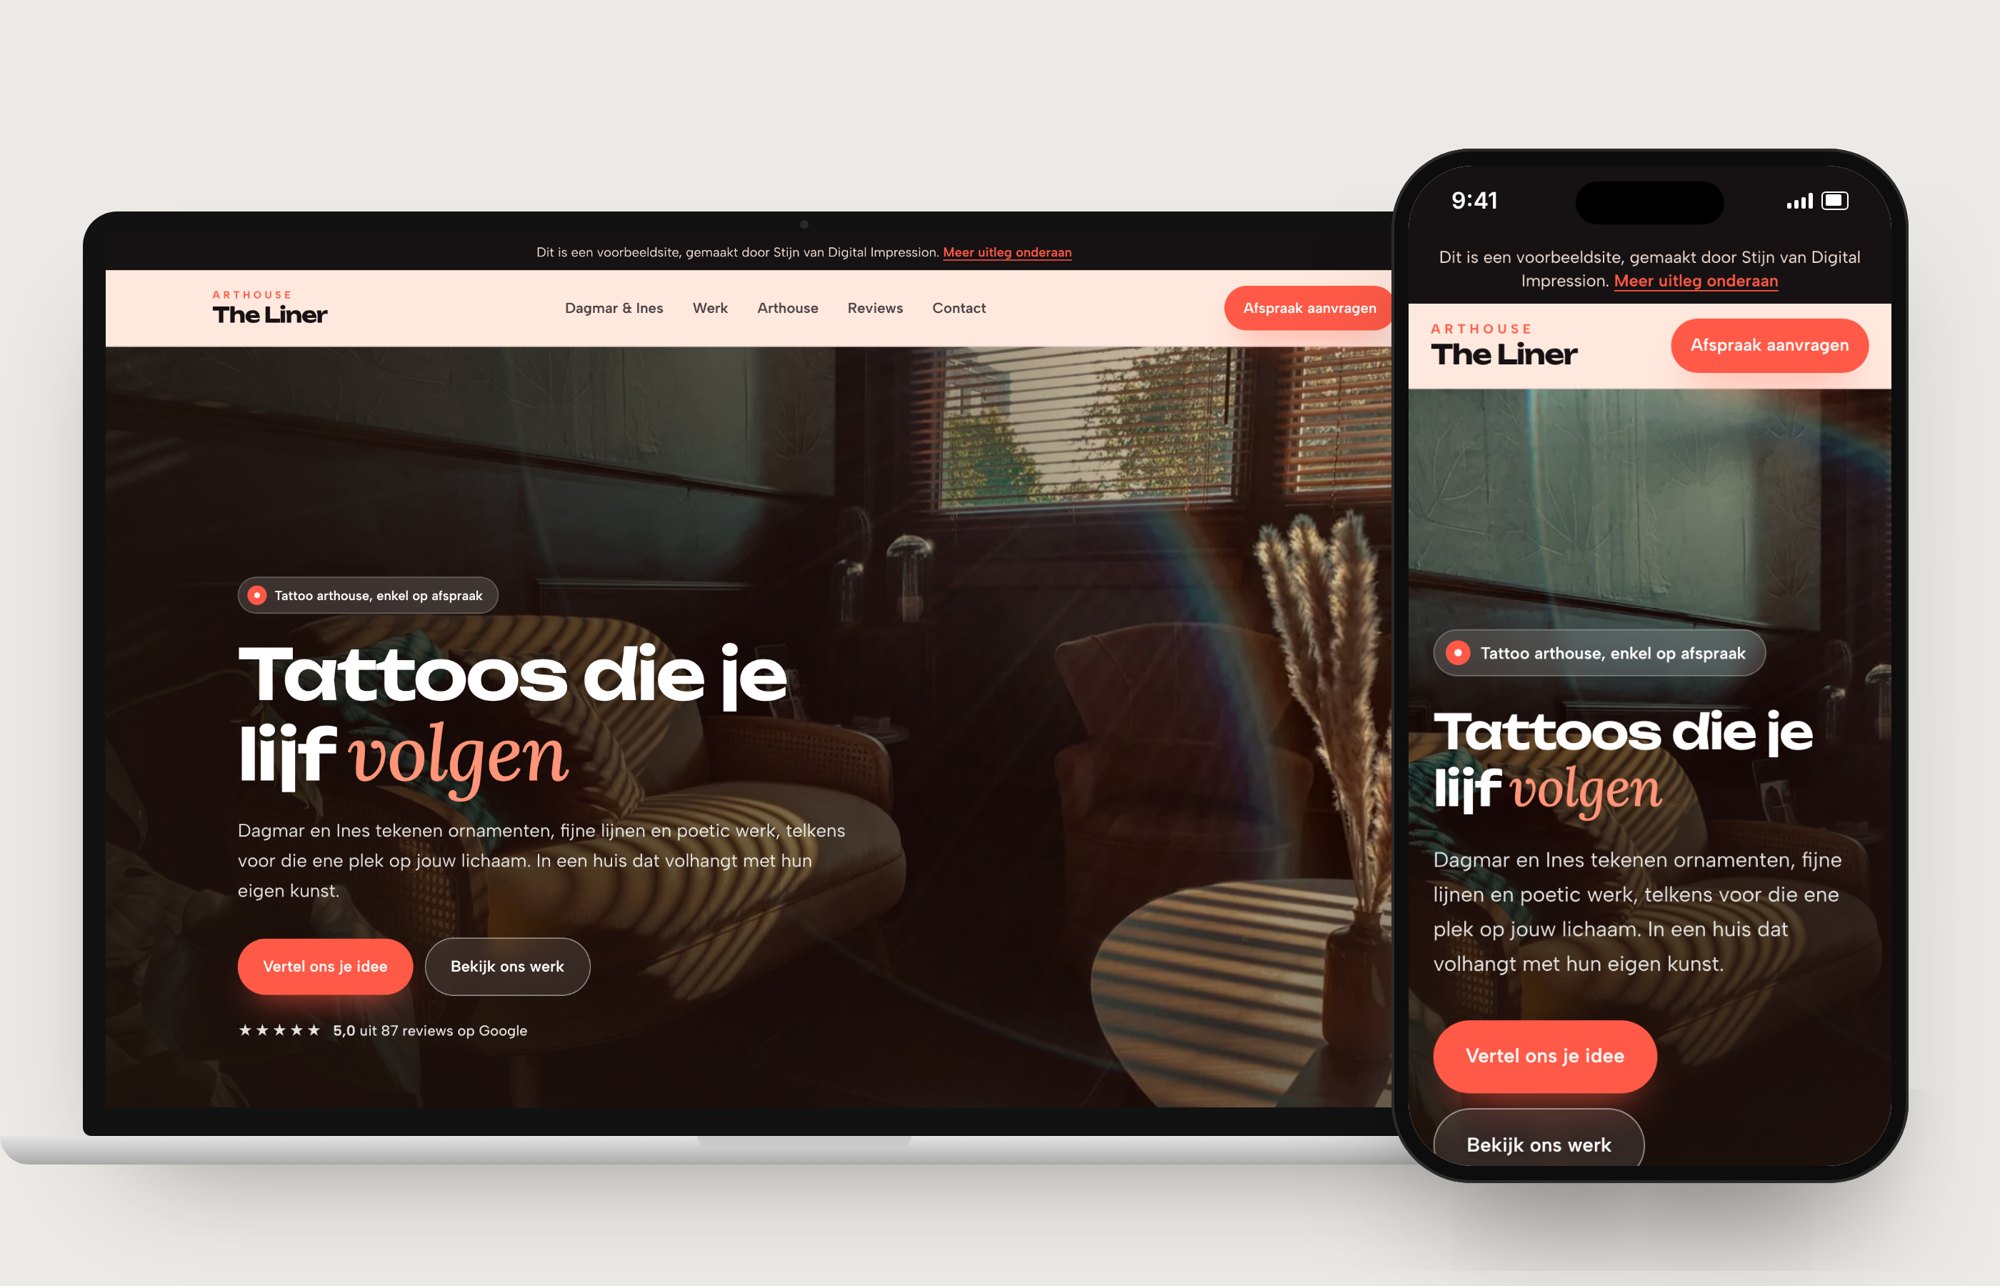 Dit is een voorbeeldsite, gemaakt door Stijn van Digital Impression. Meer uitleg onderaan
ARTHOUSE
The Liner
Dagmar & Ines
Werk
Arthouse
Reviews
Contact
Afspraak aanvragen
Tattoo arthouse, enkel op afspraak
Tattoos die je
lijf volgen
Dagmar en Ines tekenen ornamenten, fijne lijnen en poetic werk, telkens
voor die ene plek op jouw lichaam. In een huis dat volhangt met hun
eigen kunst.
Vertel ons je idee
Bekijk ons werk
★★★★★ 5,0 uit 87 reviews op Google
9:41
Dit is een voorbeeldsite, gemaakt door Stijn van Digital
Impression. Meer uitleg onderaan
ARTHOUSE
The Liner
Afspraak aanvragen
Tattoo arthouse, enkel op afspraak
Tattoos die je
lijf volgen
Dagmar en Ines tekenen ornamenten, fijne
lijnen en poetic werk, telkens voor die ene
plek op jouw lichaam. In een huis dat
volhangt met hun eigen kunst.
Vertel ons je idee
Bekijk ons werk